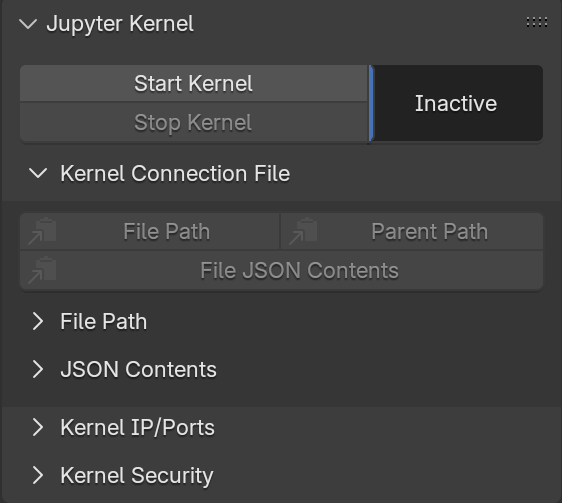 Jupyter Kernel
Start Kernel
Stop Kernel
Inactive
Kernel Connection File
File Path Parent Path
File JSON Contents
File Path
JSON Contents
Kernel IP/Ports
Kernel Security